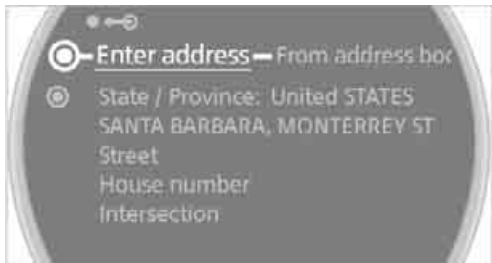 Enter address From address boo
State / Province: United STATES
SANTA BARBARA, MONTERREY ST
Street
House number
Intersection